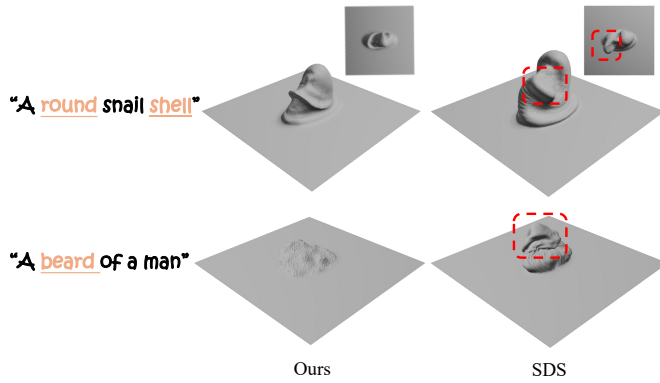 “A round snail shell”
“A beard of a man”
Ours
SDS